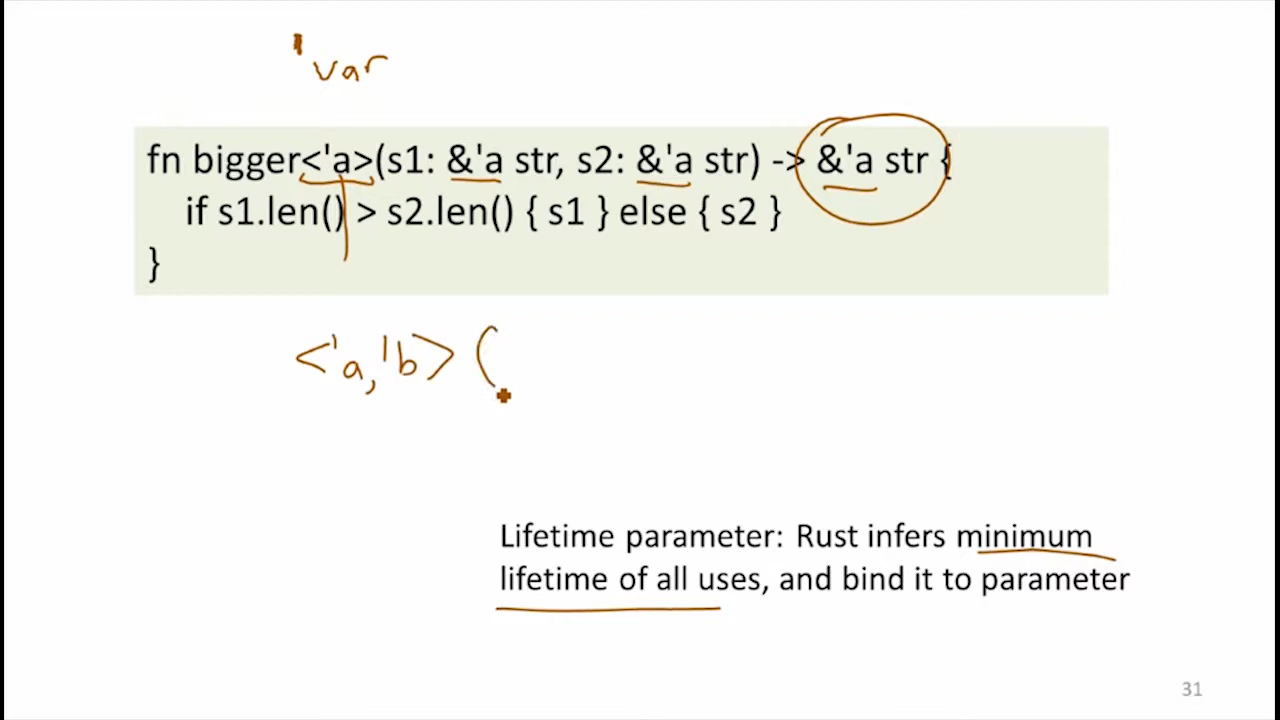 'var
fn bigger<'a>(s1: &'a str, s2: &'a str) -> &'a str {
if s1.len() > s2.len() { s1 } else { s2 }
}
<'a,'b> (
Lifetime parameter: Rust infers minimum
lifetime of all uses, and bind it to parameter
31